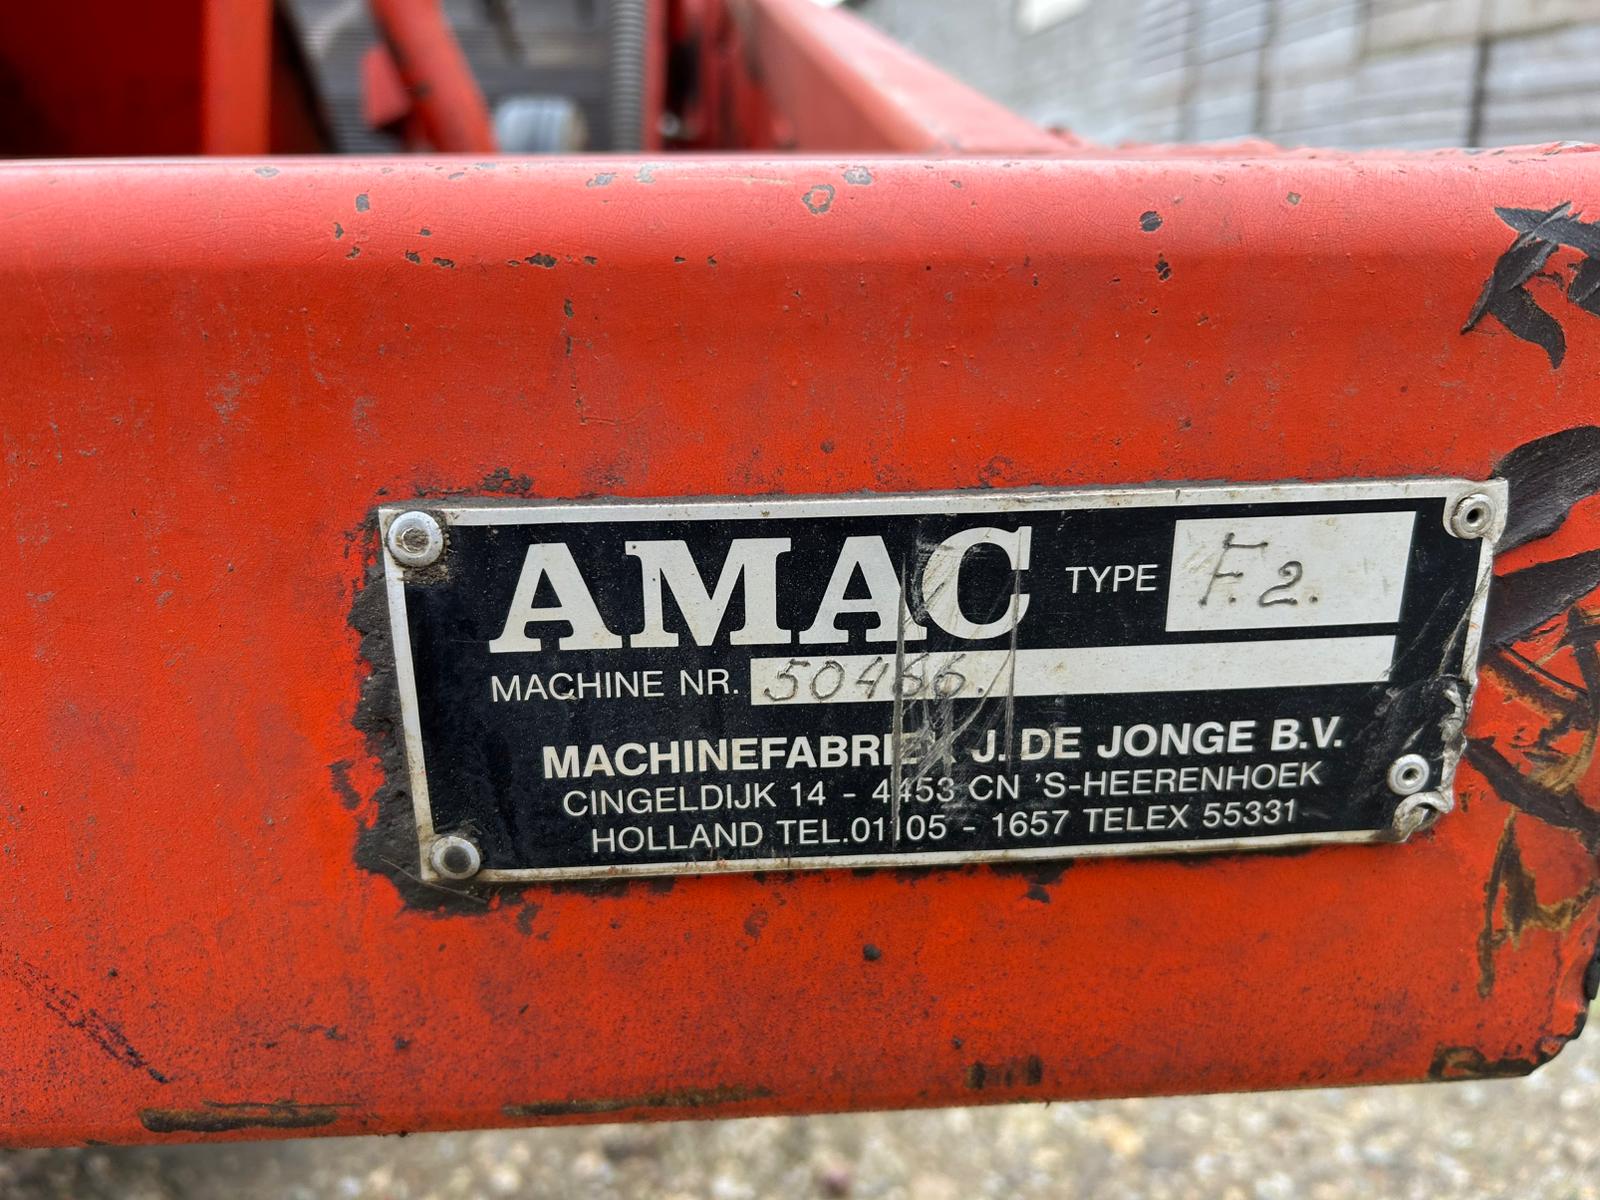 AMAC TYPE F.2.
MACHINE NR. 50466.
MACHINEFABRIEK J. DE JONGE B.V.
CINGELDIJK 14 - 4453 CN 'S-HEERENHOEK
HOLLAND TEL.01105 - 1657 TELEX 55331